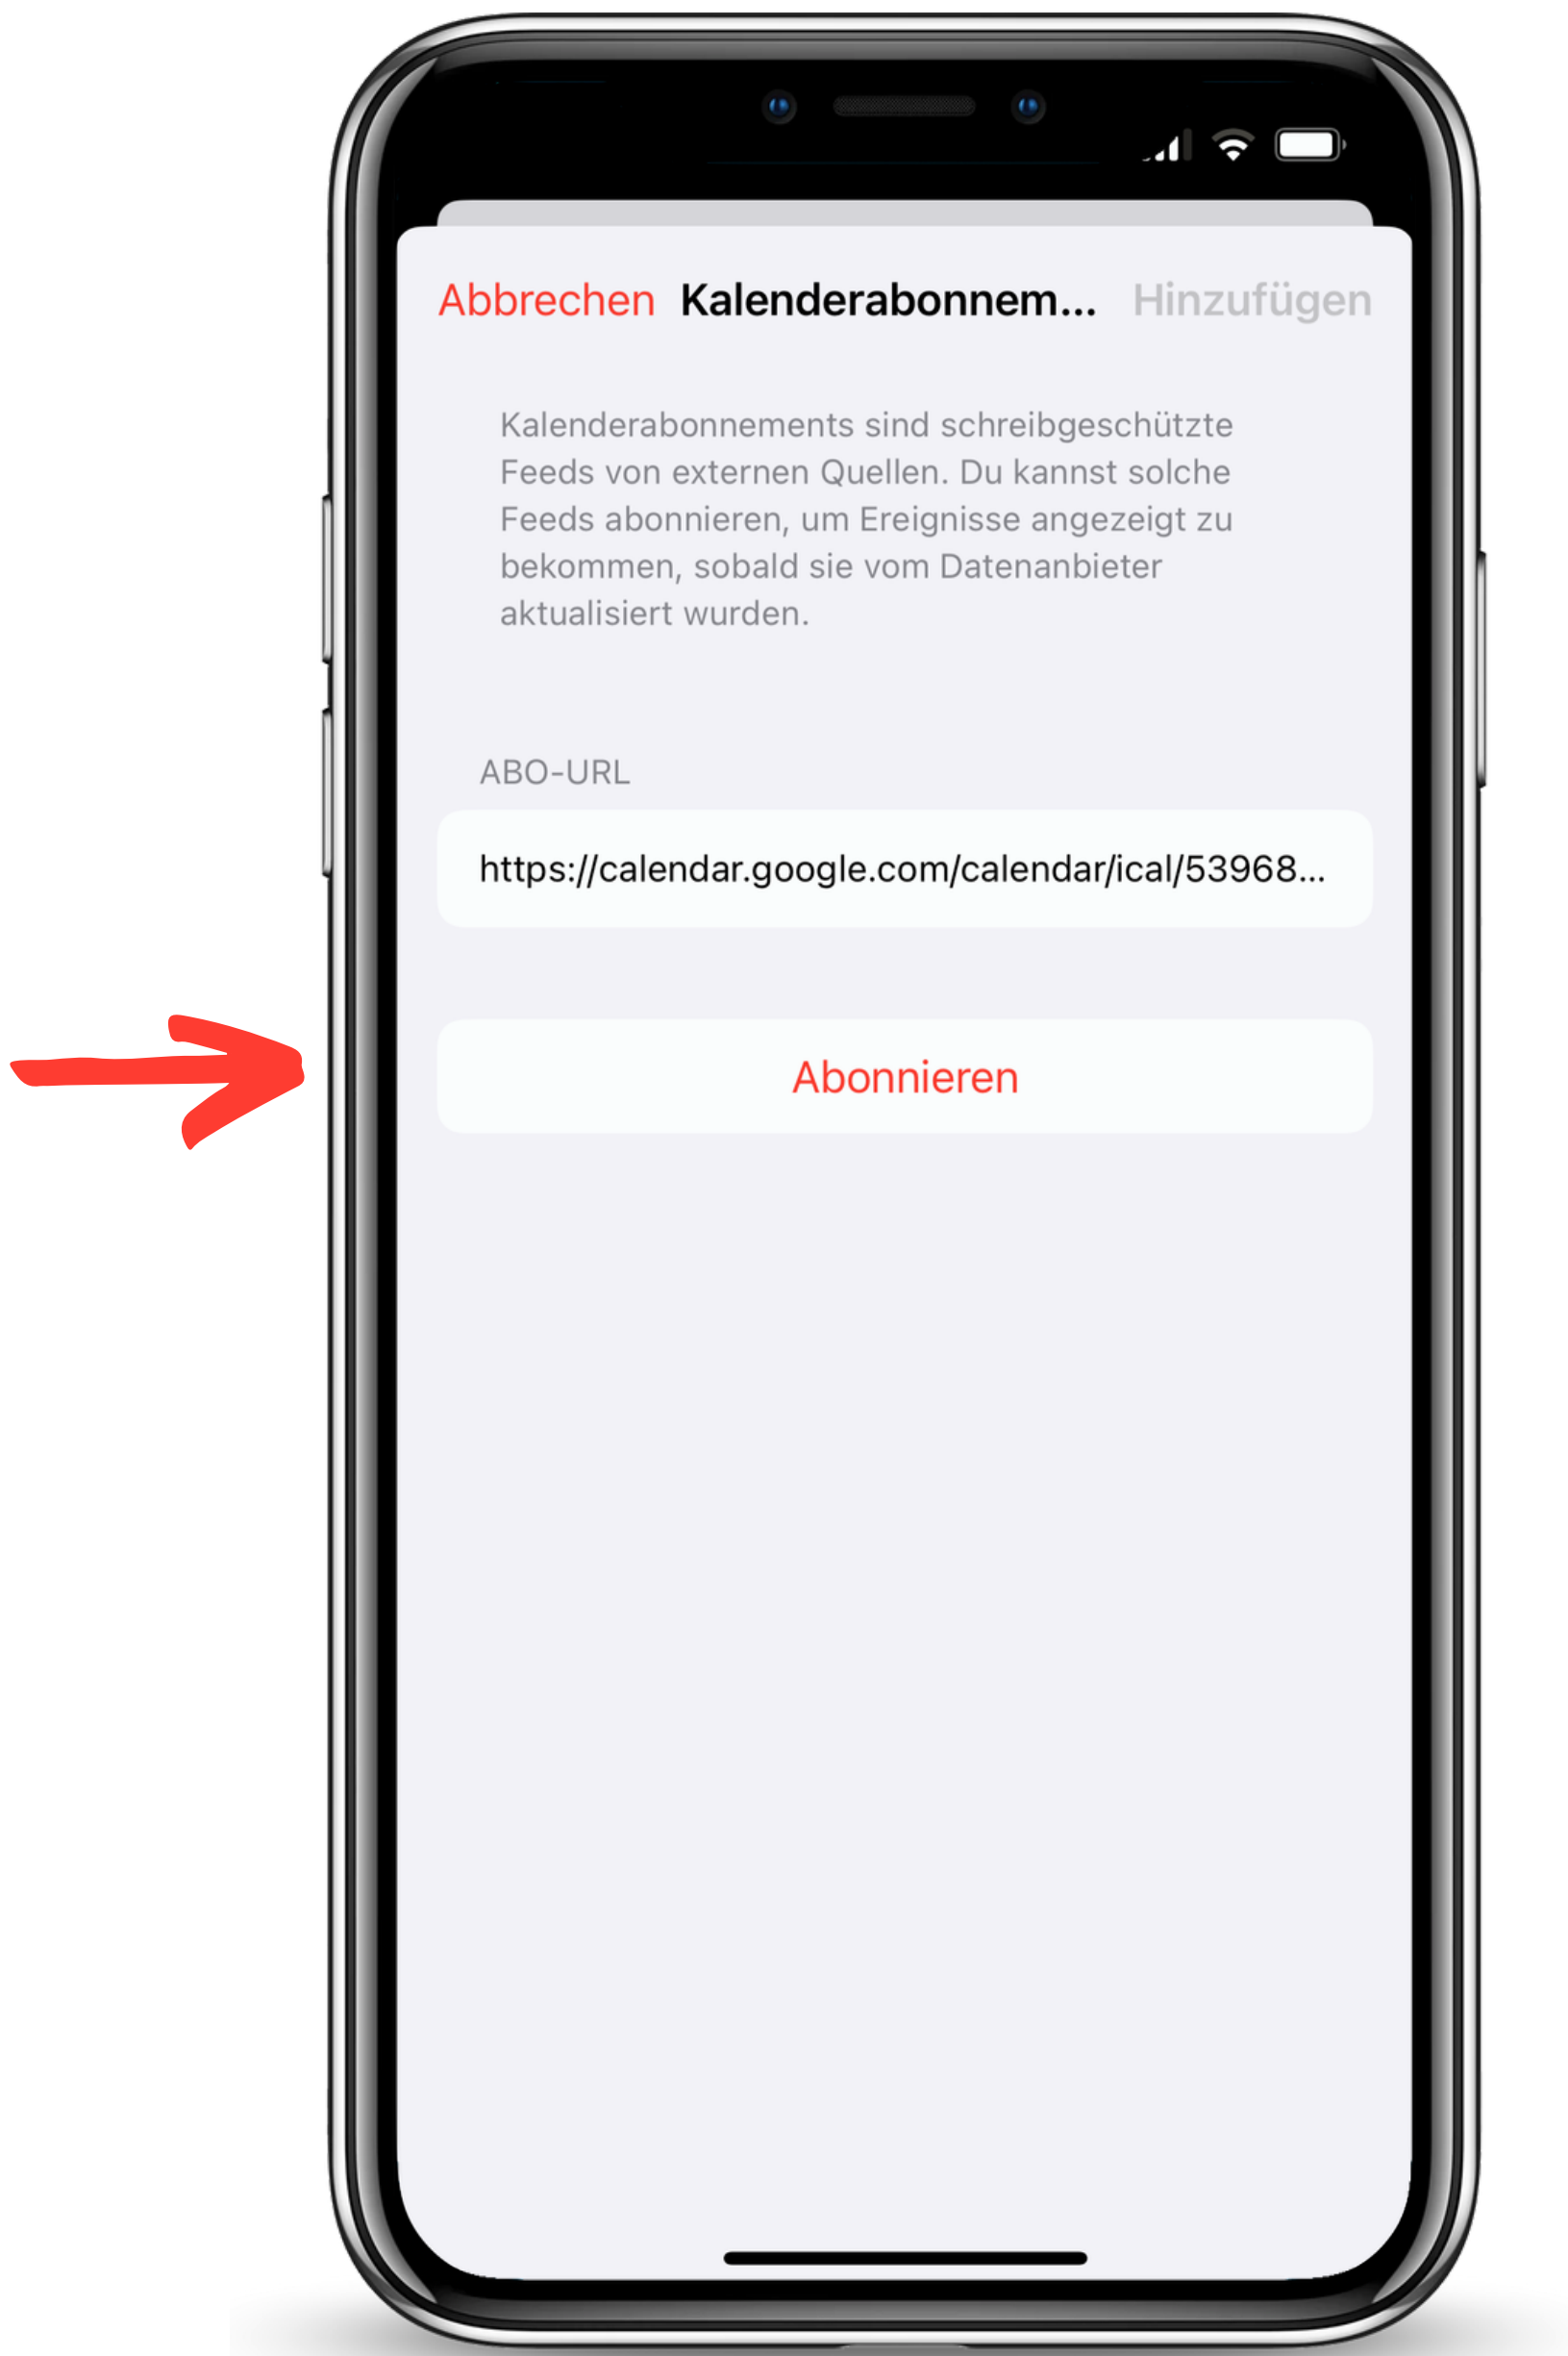 Abbrechen Kalenderabonnem... Hinzufügen
Kalenderabonnements sind schreibgeschützte
Feeds von externen Quellen. Du kannst solche
Feeds abonnieren, um Ereignisse angezeigt zu
bekommen, sobald sie vom Datenanbieter
aktualisiert wurden.
ABO-URL
https://calendar.google.com/calendar/ical/53968...
Abonnieren